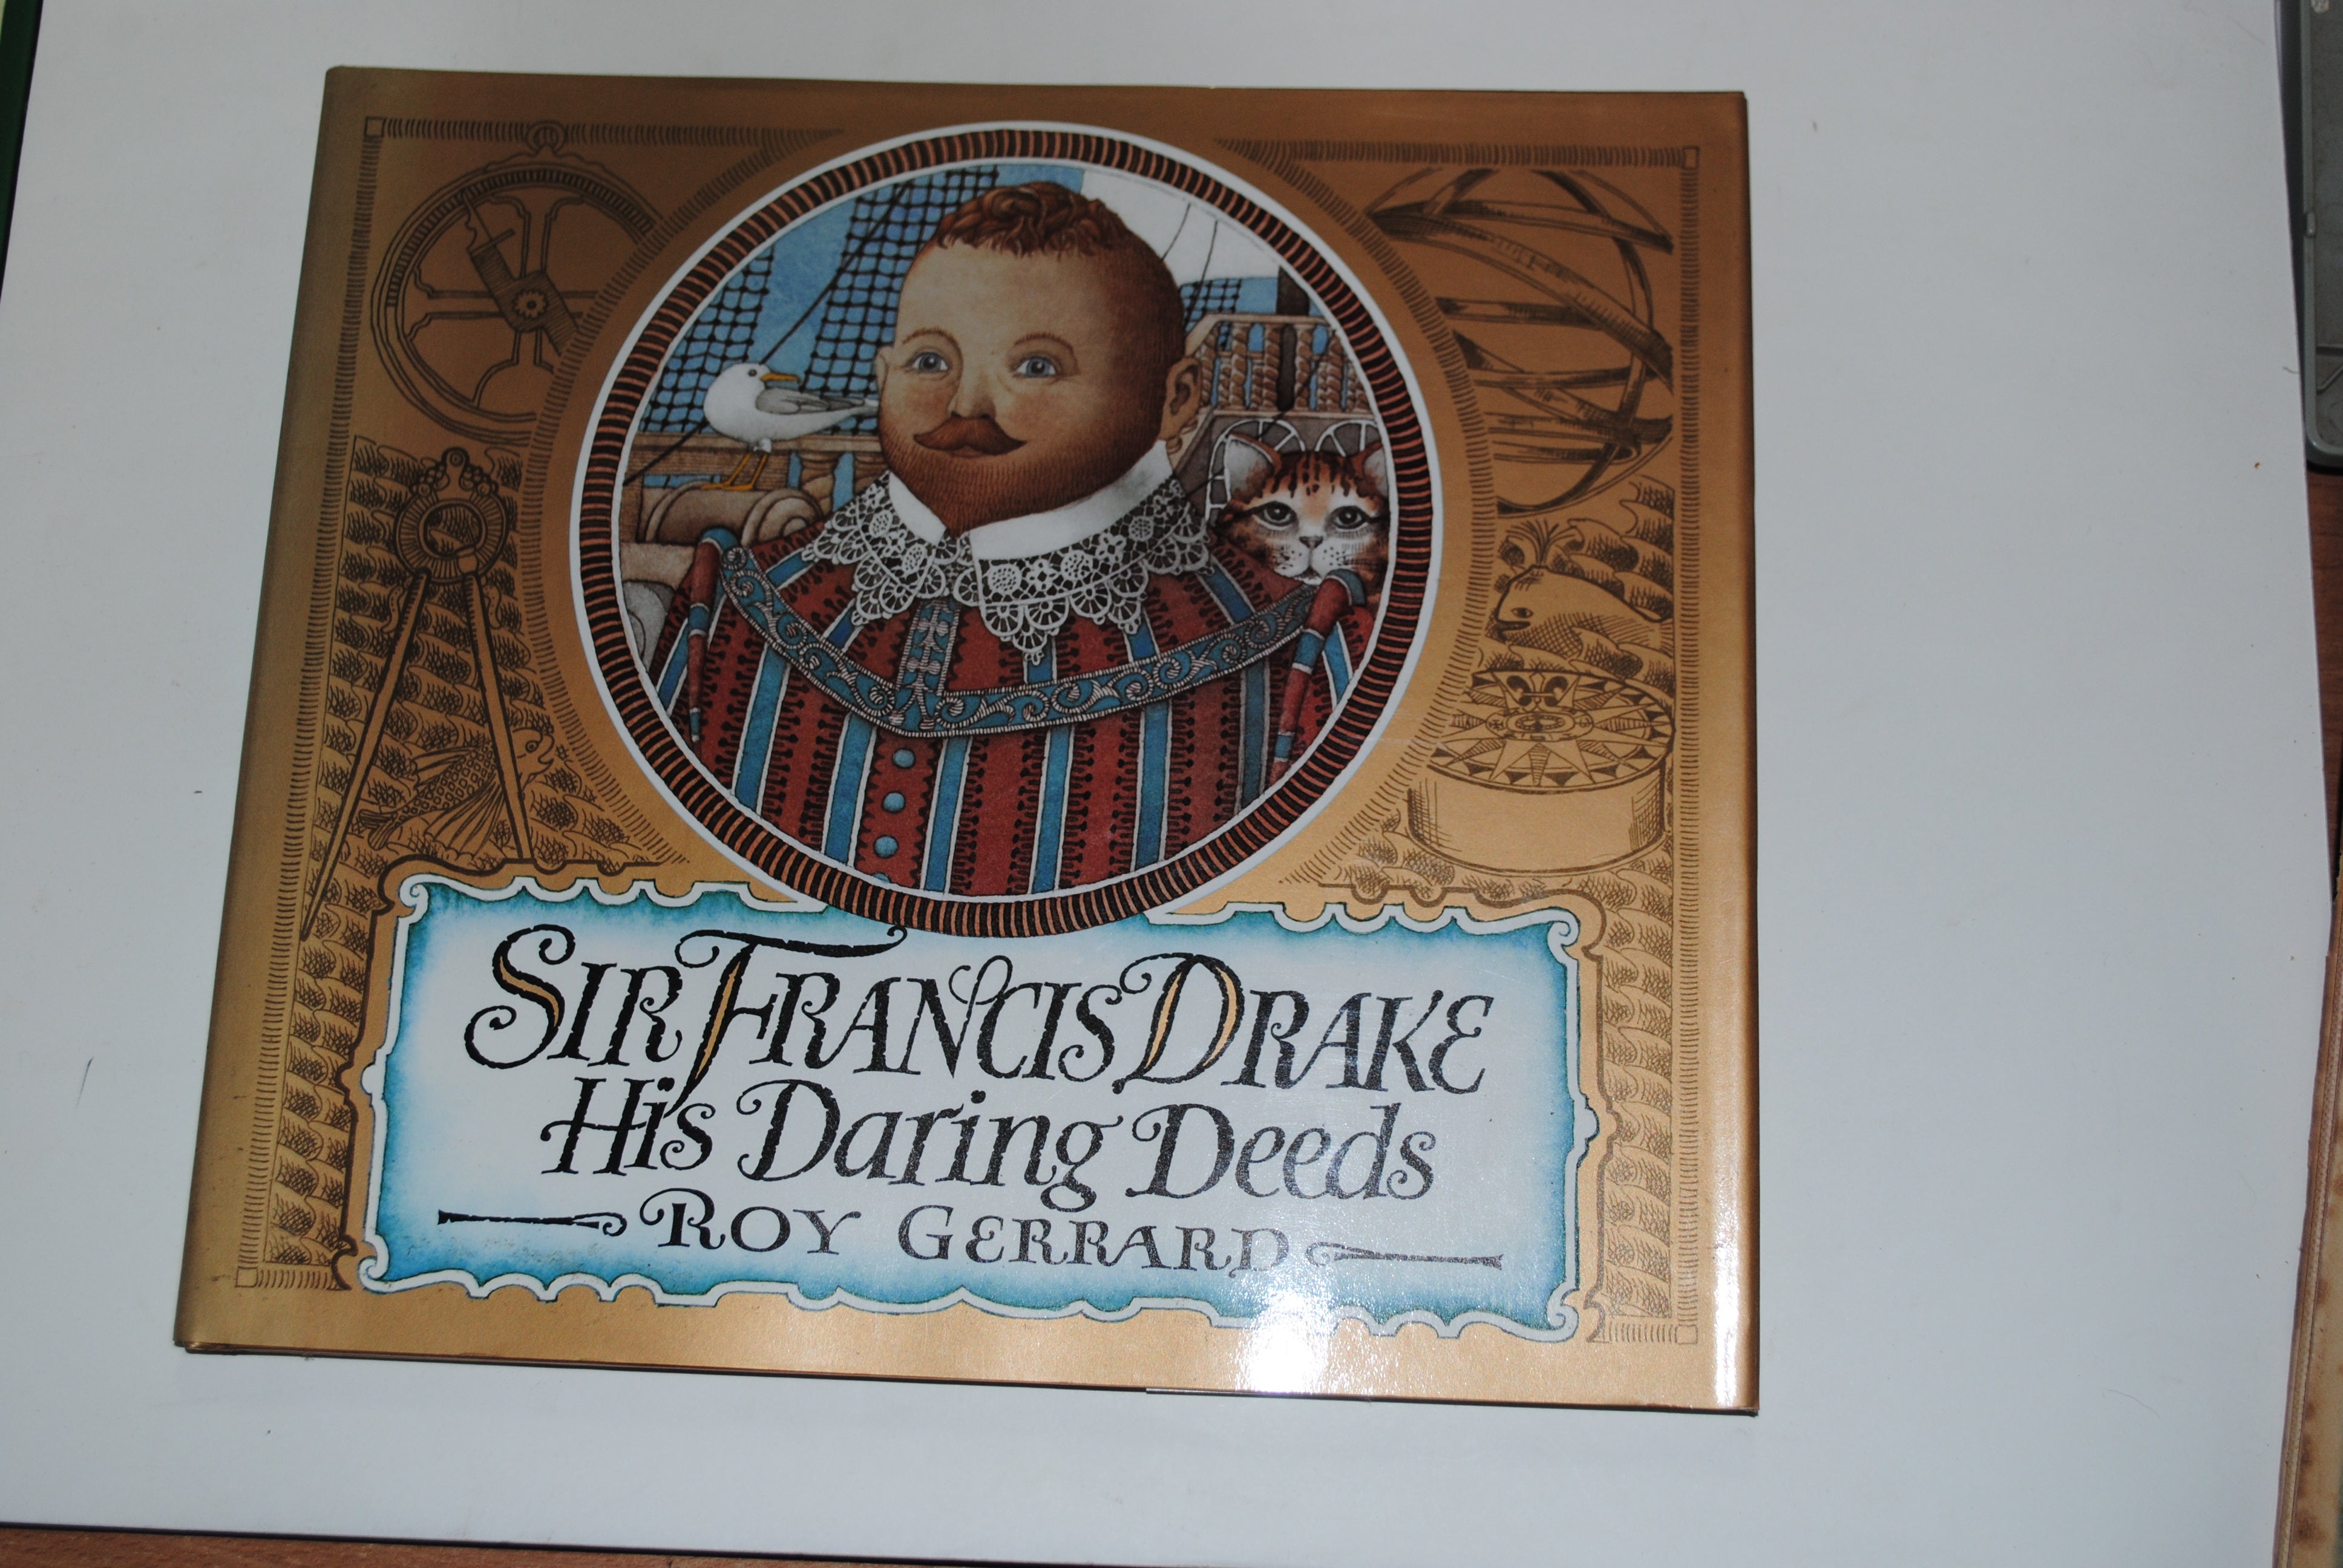 SIR FRANCIS DRAKE
His Daring Deeds
ROY GERRARD